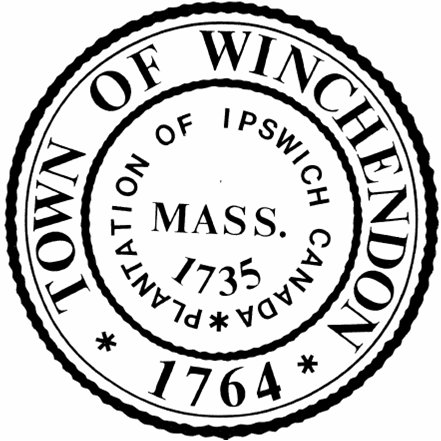 TOWN OF WINCHENDON
* 1764 *
PLANTATION OF IPSWICH CANADA *
MASS.
1735